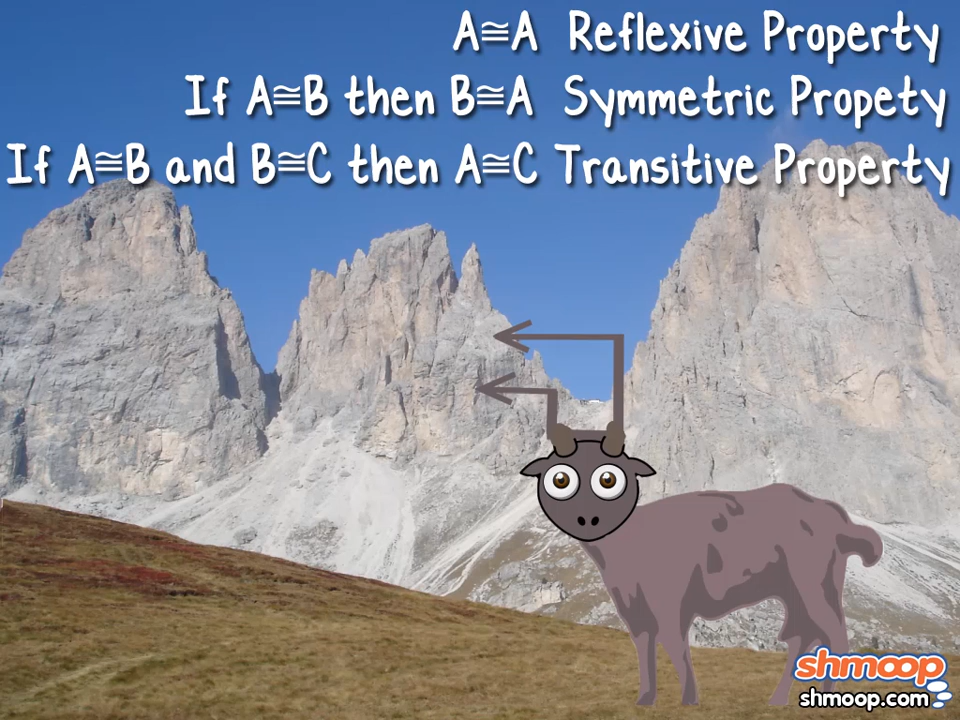 A≅A Reflexive Property
If A≅B then B≅A Symmetric Propety
If A≅B and B≅C then A≅C Transitive Property
shmoop
shmoop.com